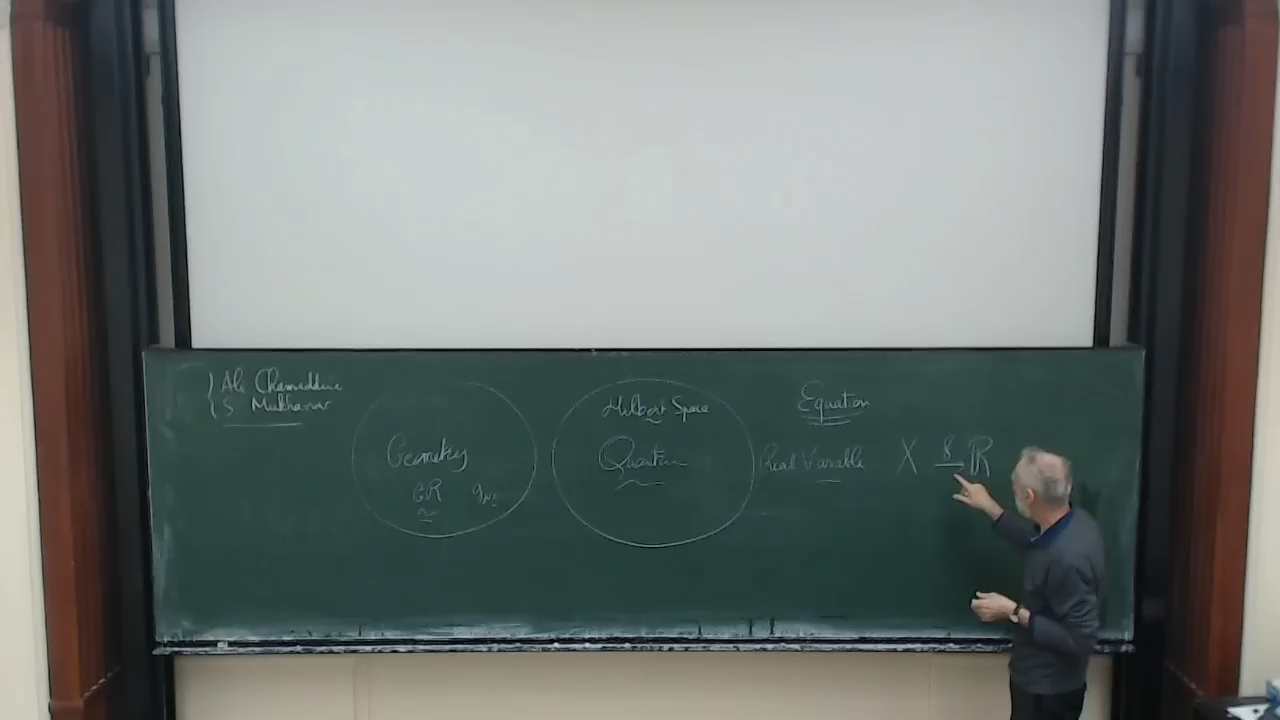 Ali Chamseddine
S Mukhanov
Geometry
GR gμν
Hilbert Space
Quantum
Equation
Real Variable X f→ ℝ